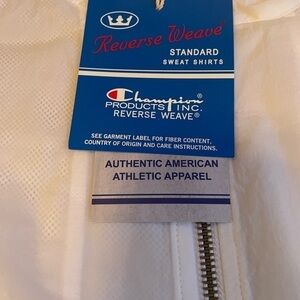 Reverse Weave®
STANDARD
SWEAT SHIRTS
Champion®
PRODUCTS INC.
REVERSE WEAVE®
SEE GARMENT LABEL FOR FIBER CONTENT,
COUNTRY OF ORIGIN AND CARE INSTRUCTIONS.
AUTHENTIC AMERICAN
ATHLETIC APPAREL